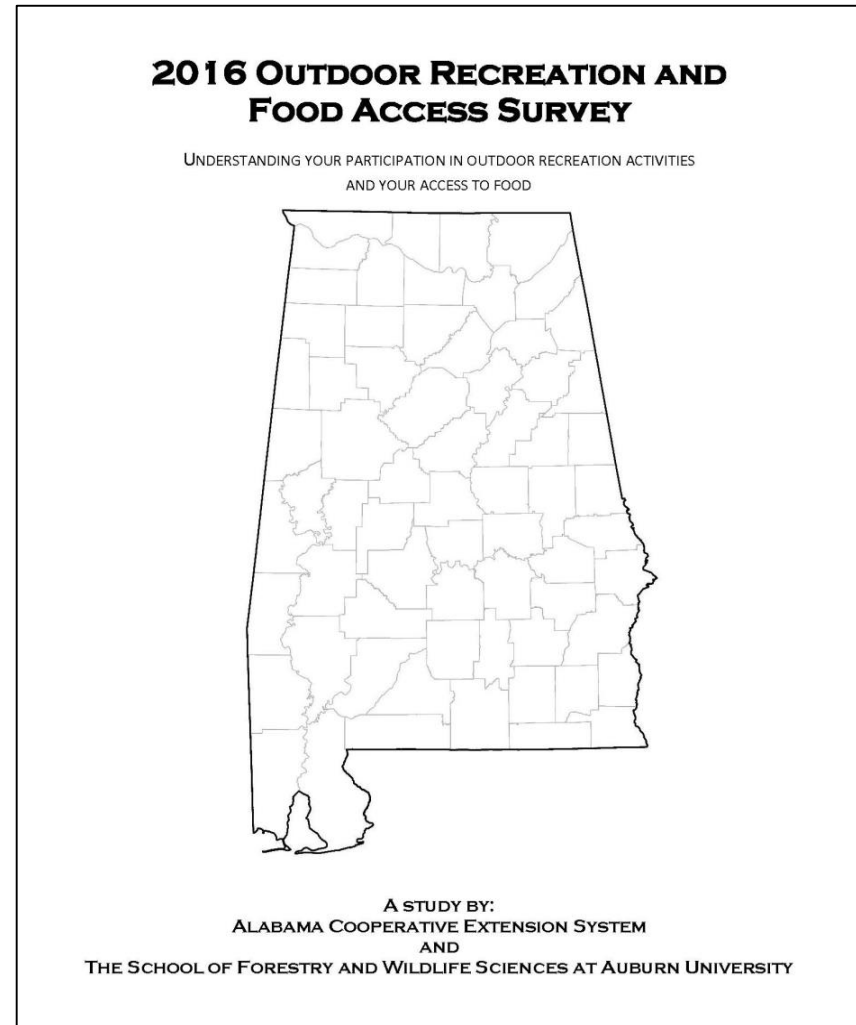 2016 Outdoor Recreation and
Food Access Survey
Understanding your participation in outdoor recreation activities
and your access to food
A study by:
Alabama Cooperative Extension System
and
The School of Forestry and Wildlife Sciences at Auburn University